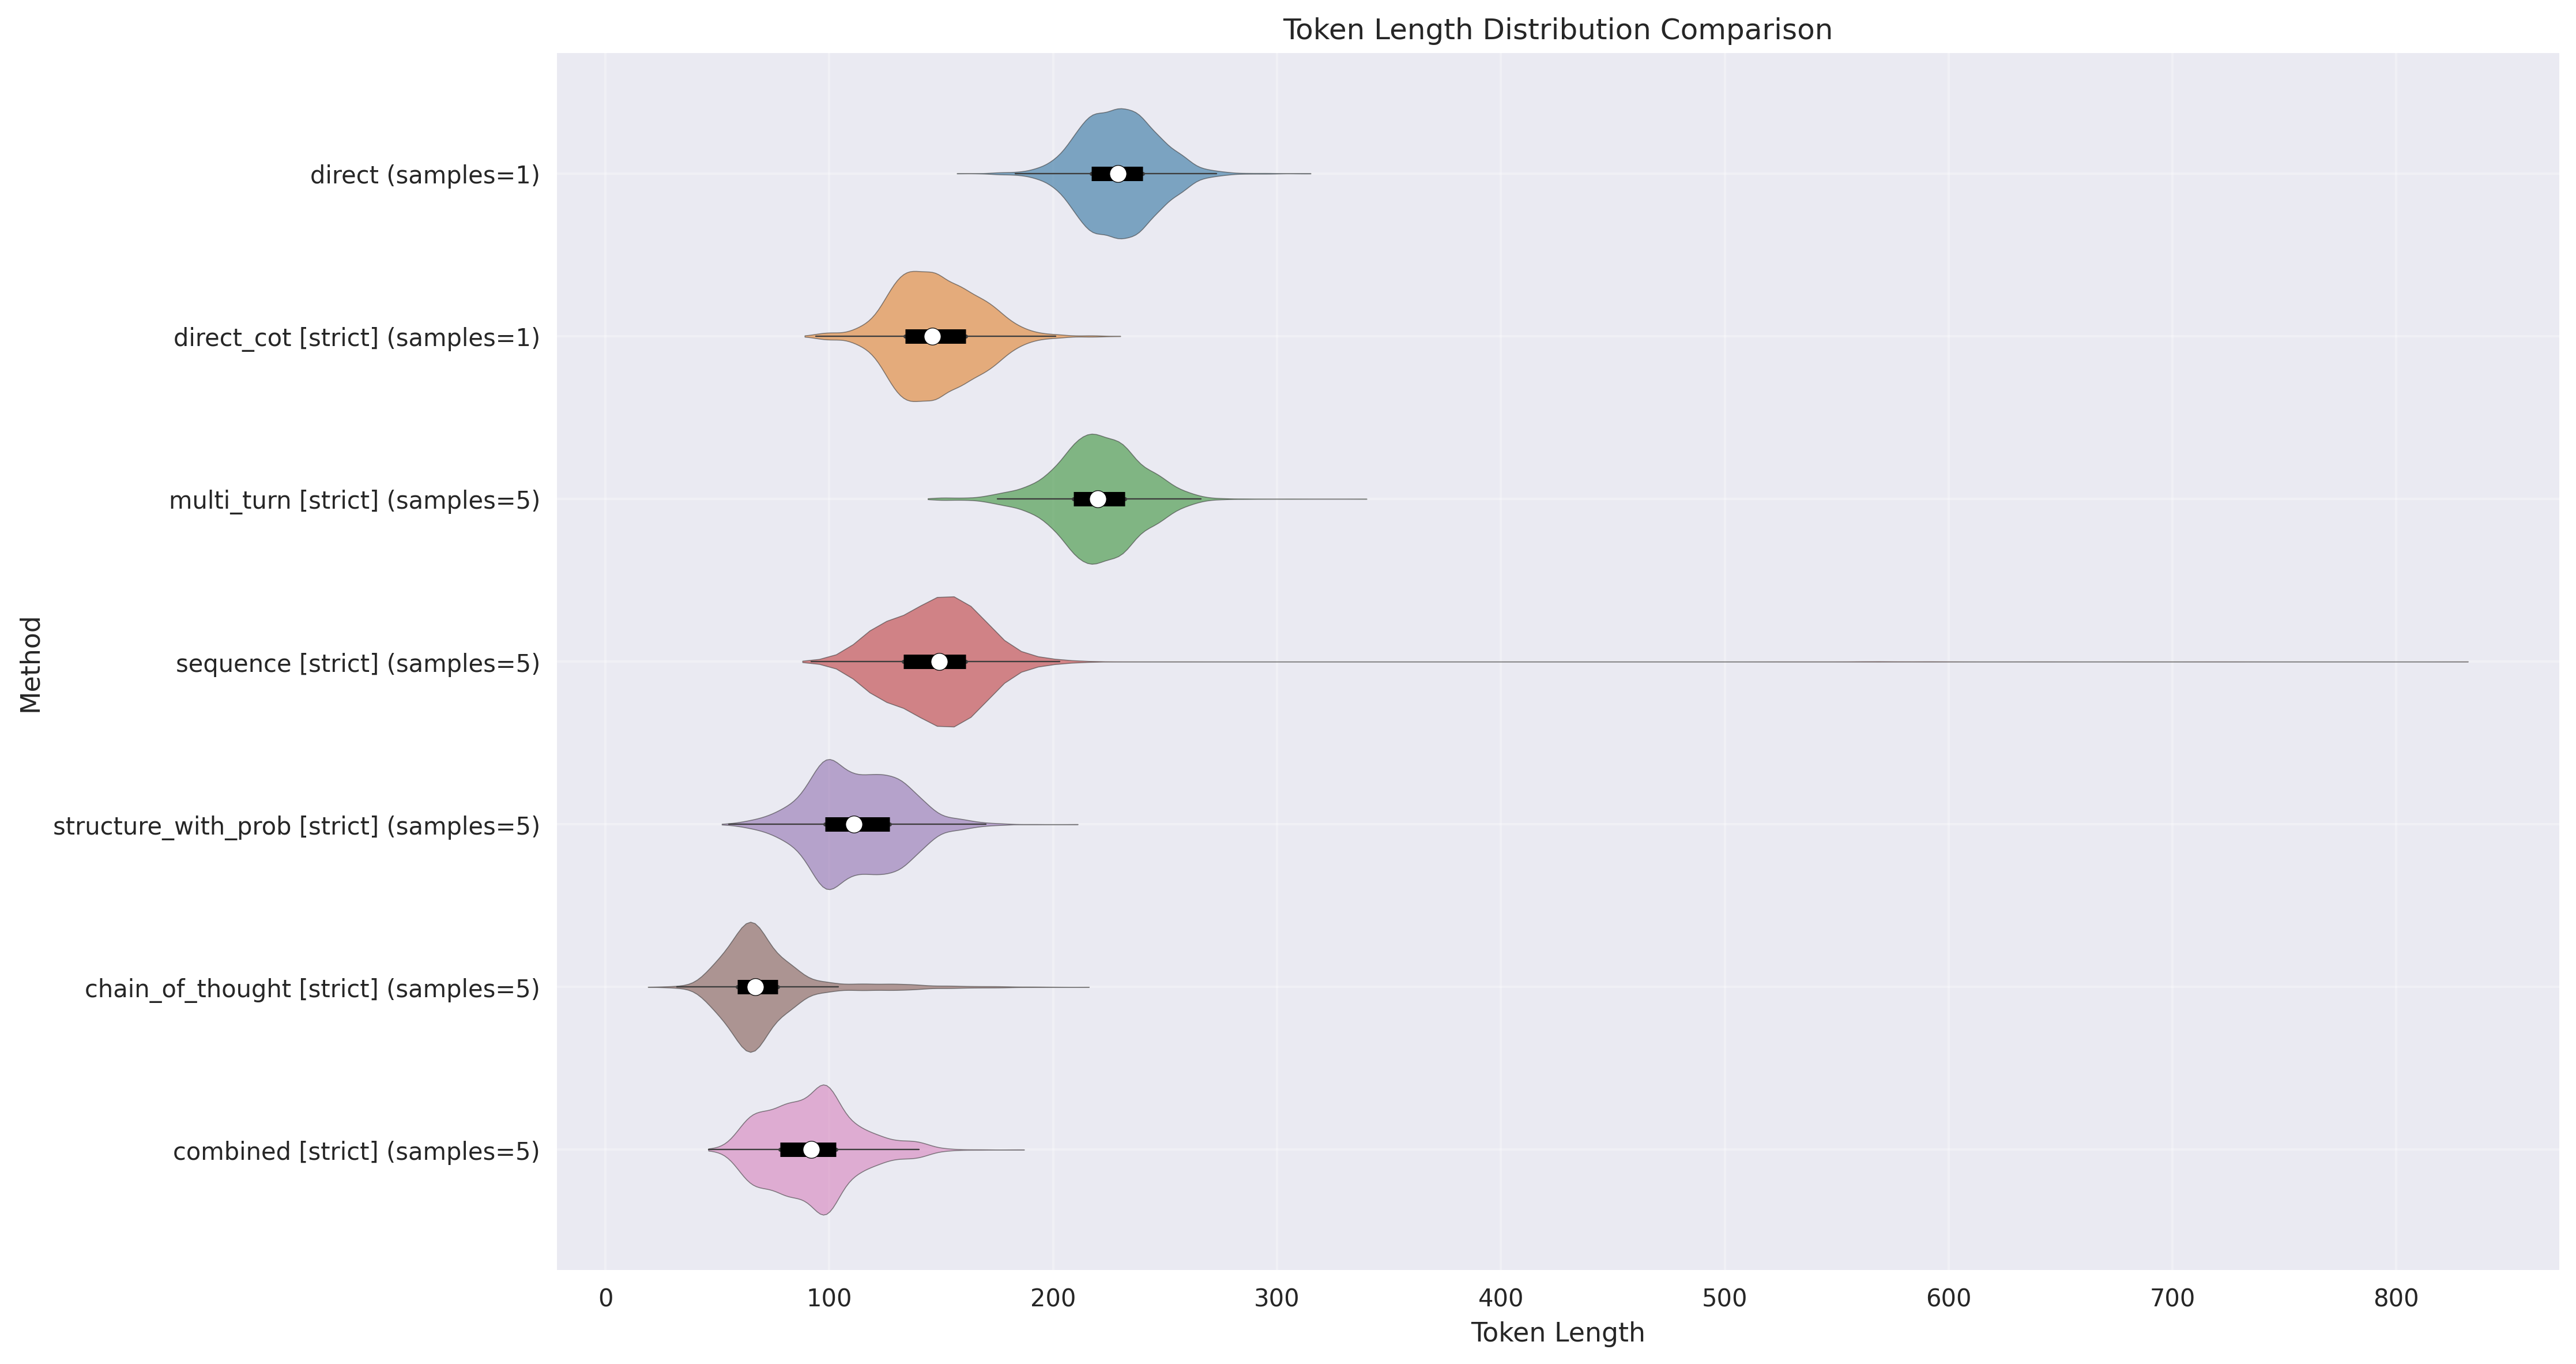 Token Length Distribution Comparison
direct (samples=1)
direct_cot [strict] (samples=1)
multi_turn [strict] (samples=5)
sequence [strict] (samples=5)
structure_with_prob [strict] (samples=5)
chain_of_thought [strict] (samples=5)
combined [strict] (samples=5)
Method
0 100 200 300 400 500 600 700 800
Token Length